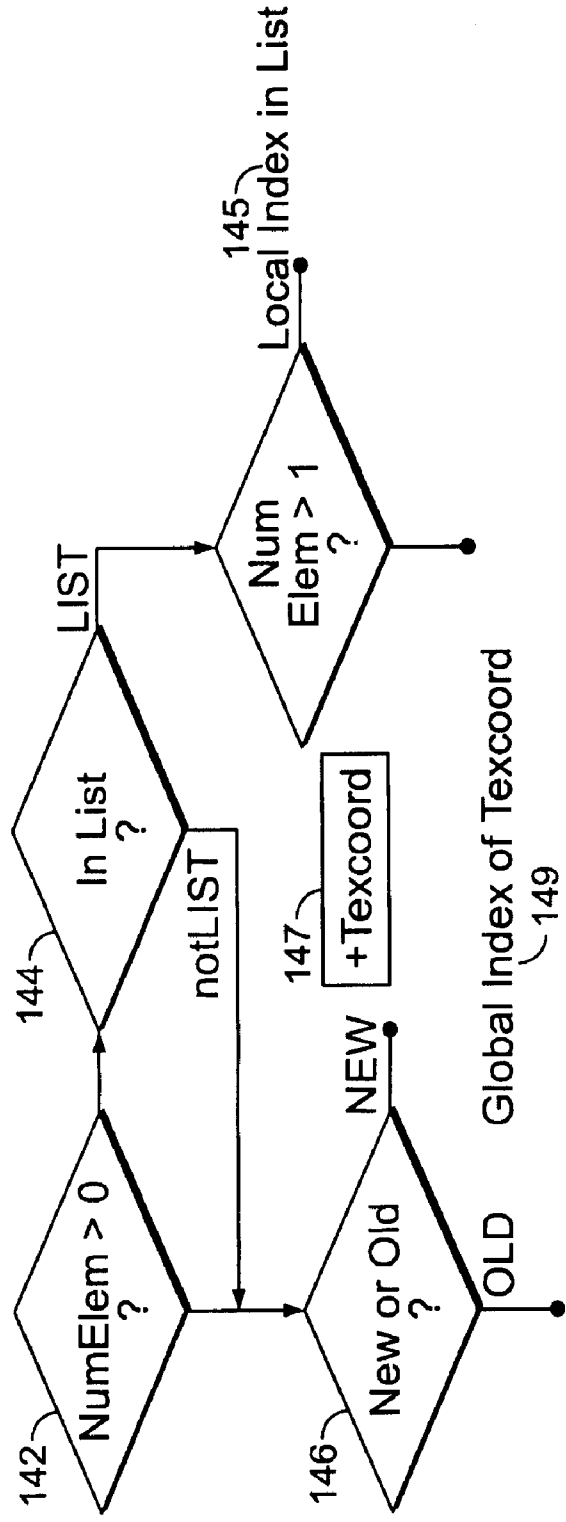 142
NumElem > 0
?
144
In List
?
LIST
notLIST
Num
Elem > 1
?
145
Local Index in List
146
New or Old
?
NEW
OLD
147
+Texcoord
Global Index of Texcoord
149